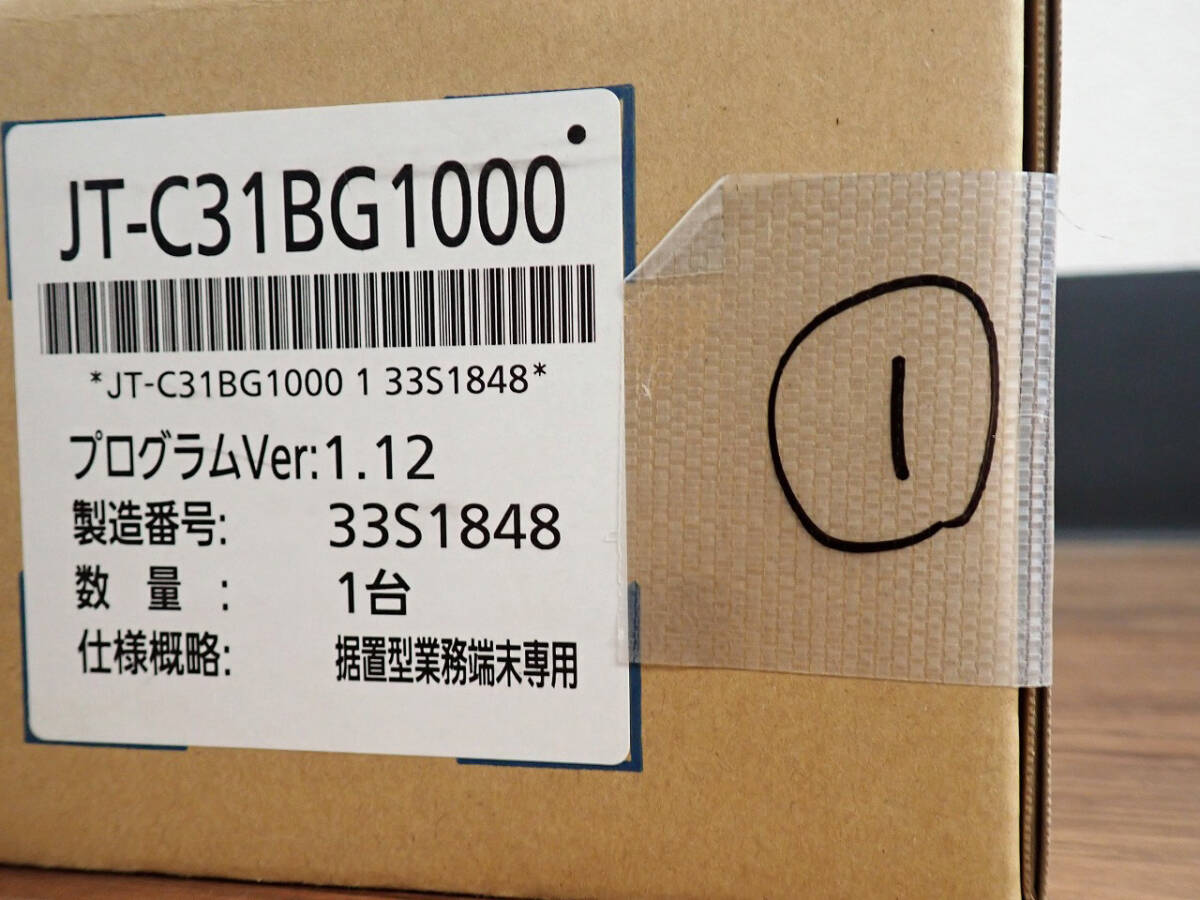 JT-C31BG1000
*JT-C31BG1000 1 33S1848*
プログラムVer:1.12
製造番号: 33S1848
数量: 1台
仕様概略: 据置型業務端末専用
1